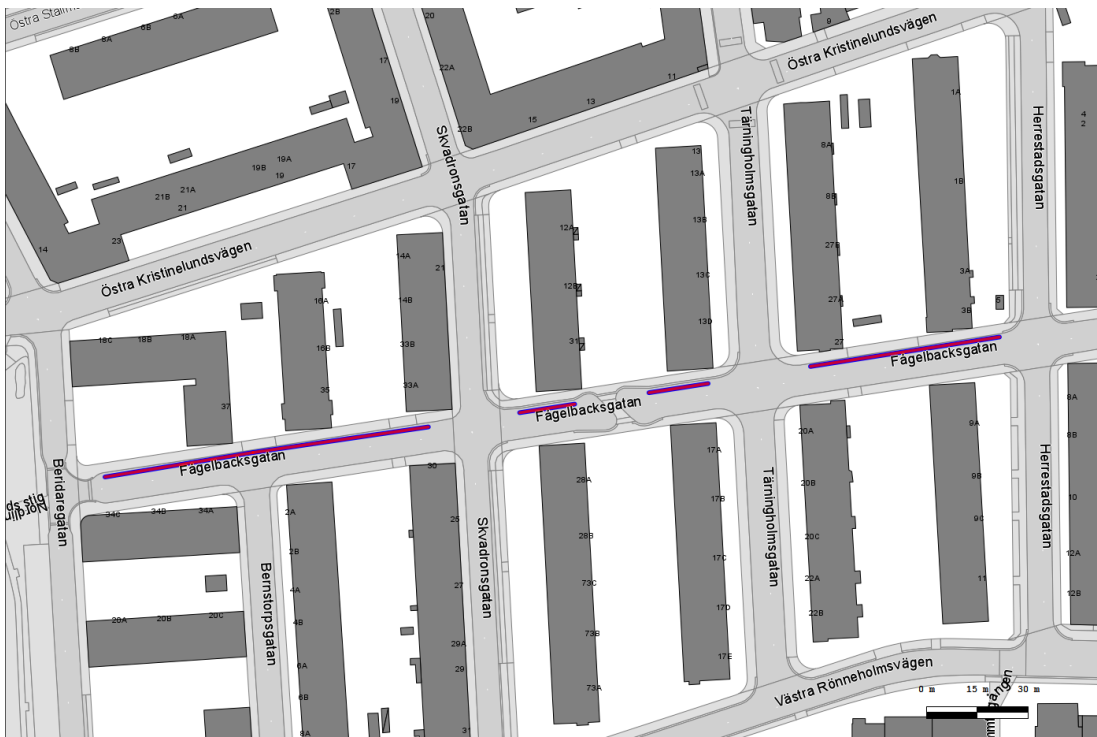 Östra Stallm
6A
6B
8A
8B
2B
17
19
20
22A
22B
11
13
15
9
Östra Kristinelundsvägen
Skvadronsgatan
Tärningholmsgatan
Herrestadsgatan
1A
4
2
8A
8B
1B
27B
27A
27
3A
3B
5
13
13A
13B
13C
13D
12A
12B
31
19A
19B
19
17
21A
21B
21
23
14
Östra Kristinelundsvägen
14A
21
14B
33B
33A
16A
16B
35
18C
18B
18A
37
Fågelbacksgatan
Fågelbacksgatan
Fågelbacksgatan
Beridaregatan
34C
34B
34A
20A
20B
20C
Bernstorpsgatan
2A
2B
4A
4B
6A
6B
8A
30
25
27
29A
29
31
Skvadronsgatan
28A
28B
73C
73B
73A
17A
17B
17C
17D
17E
Tärningholmsgatan
20A
20B
20C
22A
22B
9A
9B
9C
11
Herrestadsgatan
8A
8B
10
12A
12B
Västra Rönneholmsvägen
0 m 15 m 30 m